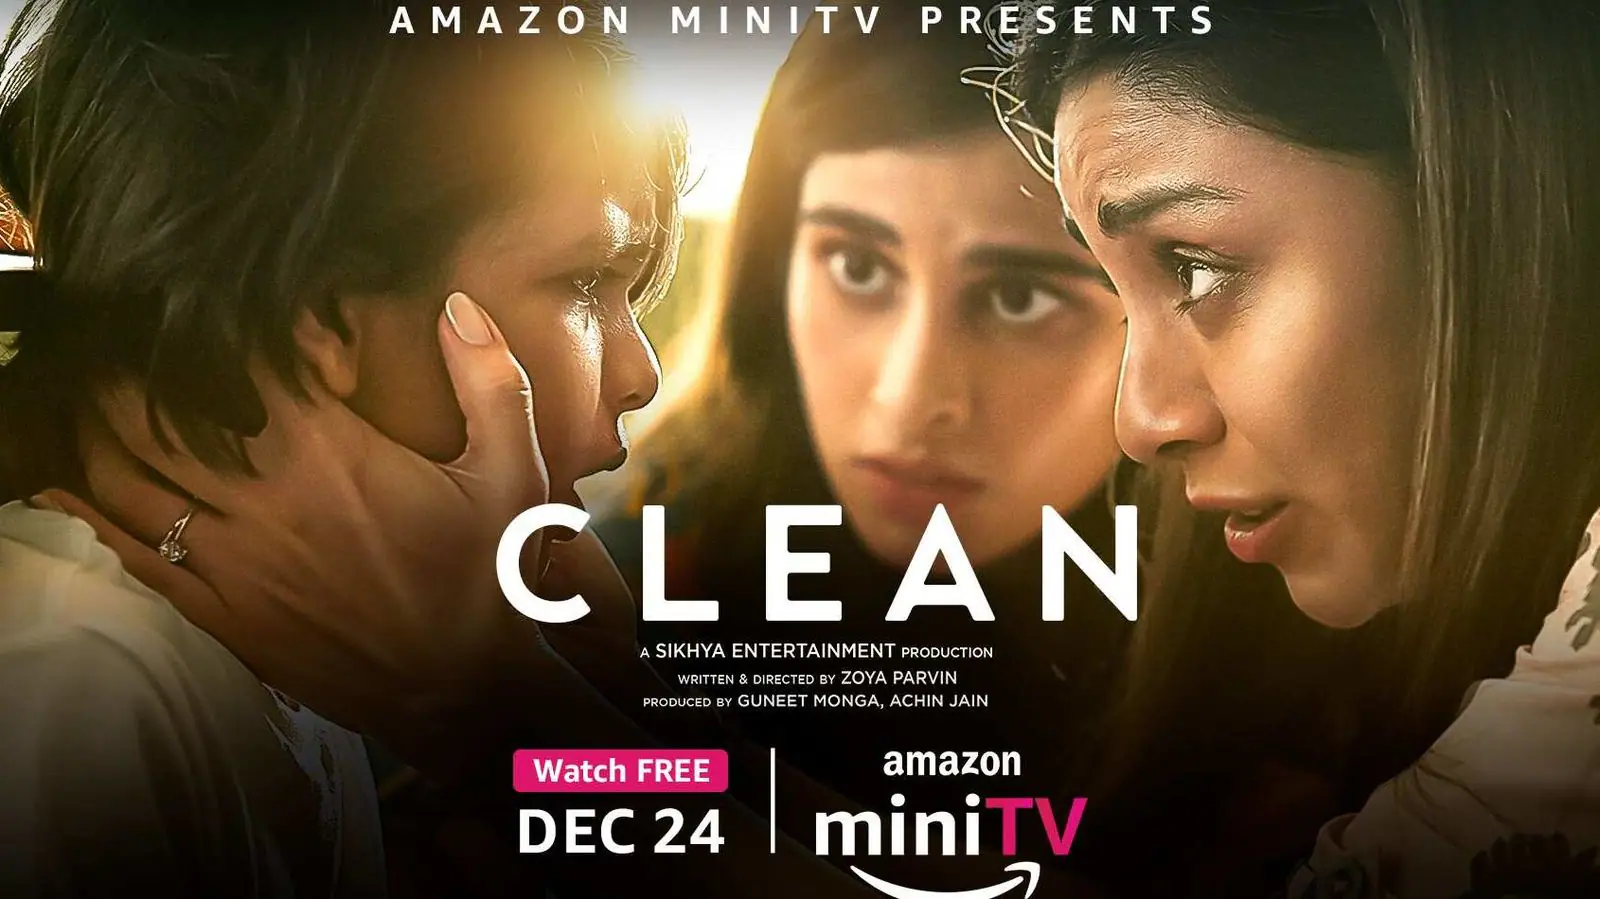 AMAZON MINITV PRESENTS
CLEAN
A SIKHYA ENTERTAINMENT PRODUCTION
WRITTEN & DIRECTED BY ZOYA PARVIN
PRODUCED BY GUNEET MONGA, ACHIN JAIN
Watch FREE
DEC 24
amazon
miniTV